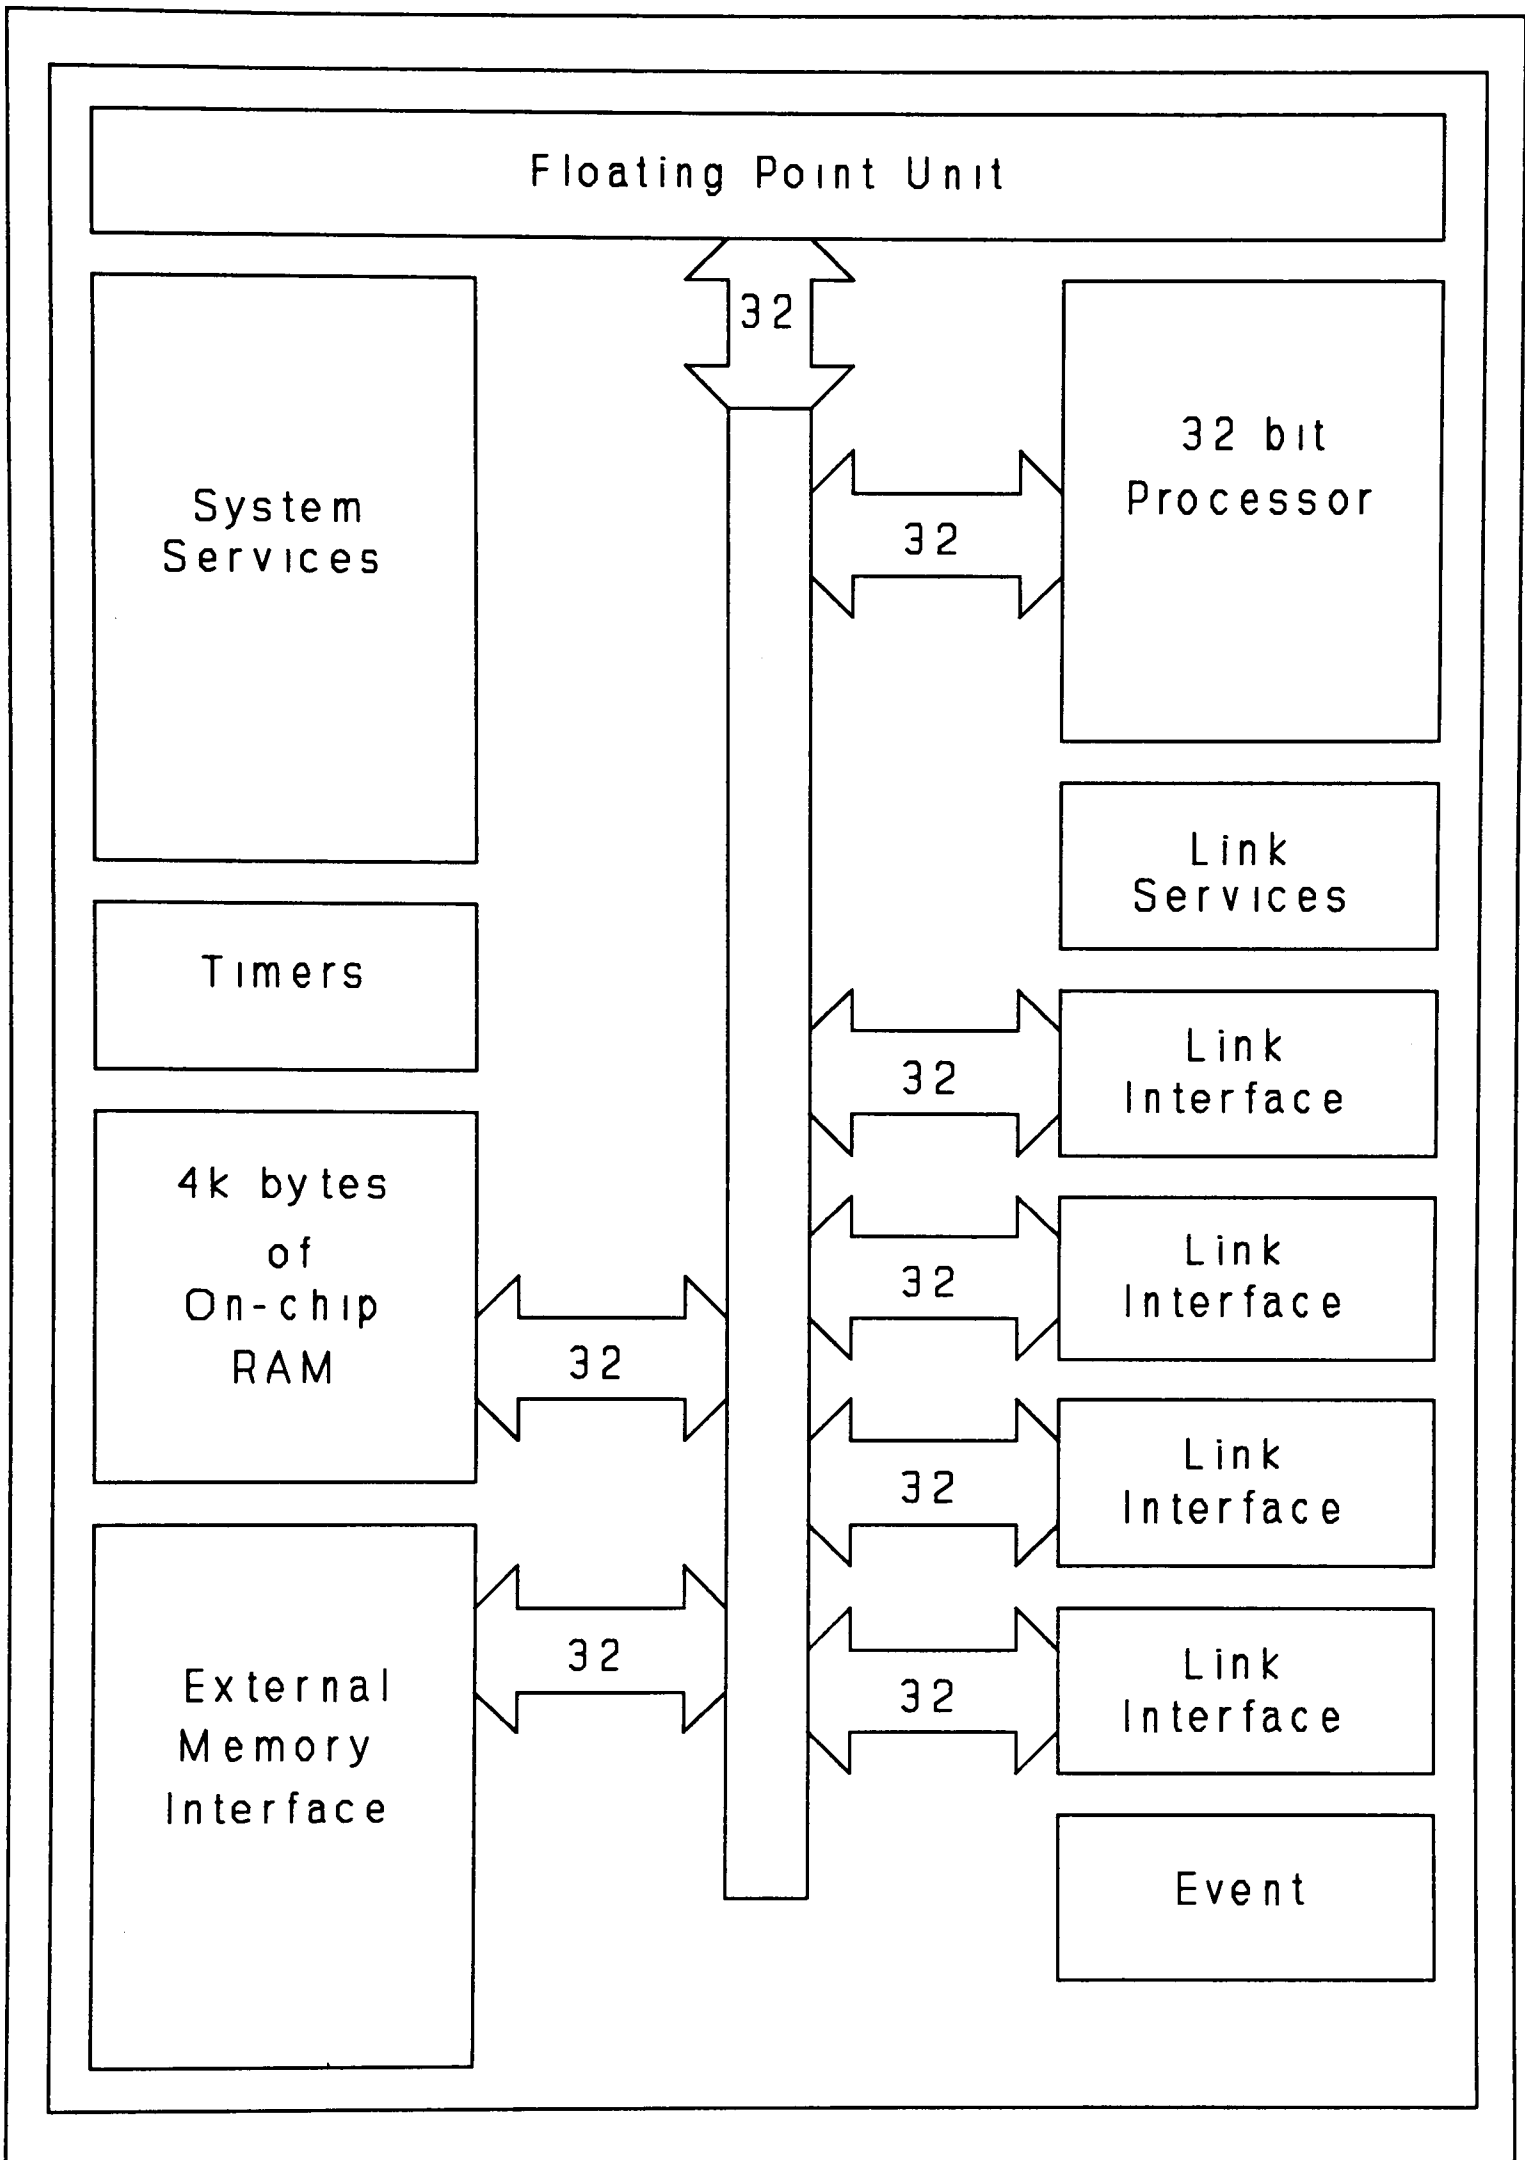 Floating Point Unit
32
System
Services
32 bit
Processor
32
Link
Services
Timers
Link
Interface
32
4k bytes
of
On-chip
RAM
32
Link
Interface
32
Link
Interface
32
External
Memory
Interface
32
Link
Interface
32
Event